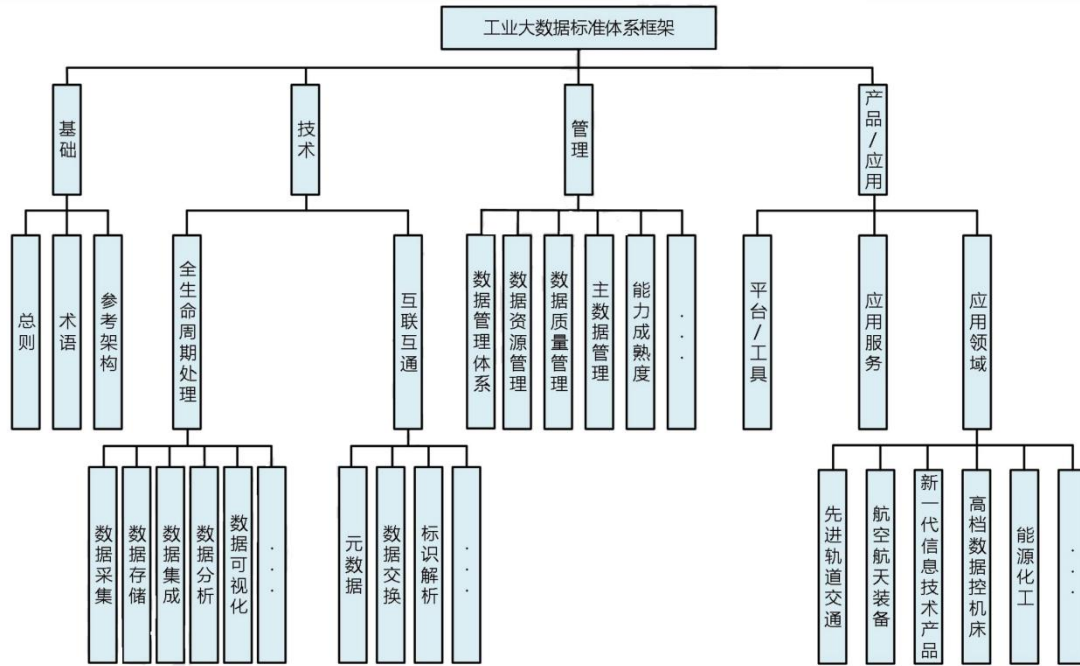 工业大数据标准体系框架
基础
技术
管理
产品/应用
总则
术语
参考架构
全生命周期处理
互联互通
数据管理体系
数据资源管理
数据质量管理
主数据管理
能力成熟度
...
平台/工具
应用服务
应用领域
数据采集
数据存储
数据集成
数据分析
数据可视化
...
元数据
数据交换
标识解析
...
先进轨道交通
航空航天装备
新一代信息技术产品
高档数据控机床
能源化工
...